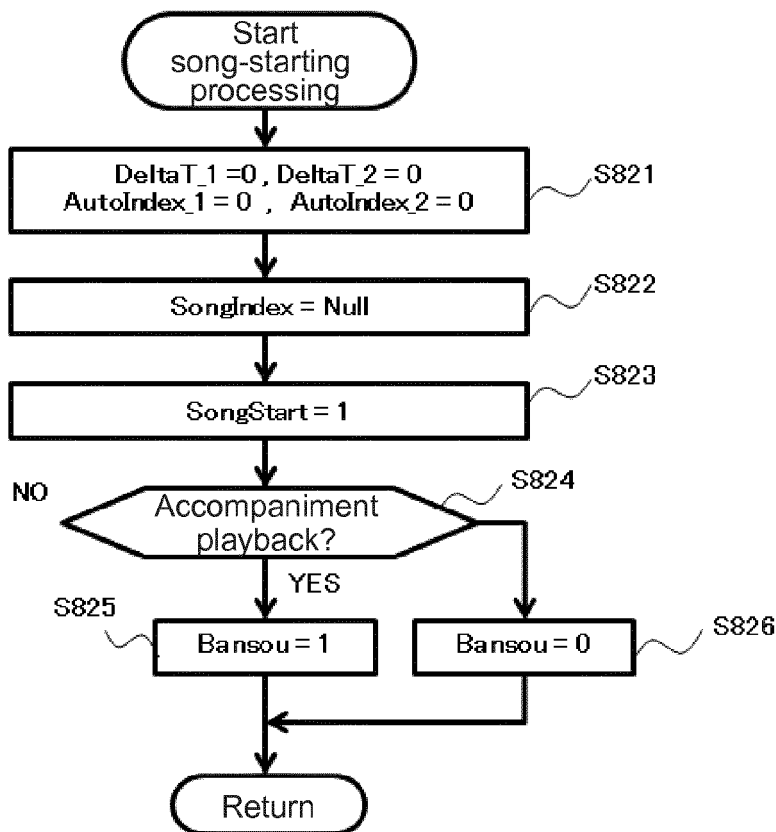 Start
song-starting
processing
DeltaT_1 =0 , DeltaT_2 = 0
AutoIndex_1 = 0 , AutoIndex_2 = 0
S821
SongIndex = Null
S822
SongStart = 1
S823
NO
Accompaniment
playback?
S824
YES
S825
Bansou = 1
Bansou = 0
S826
Return